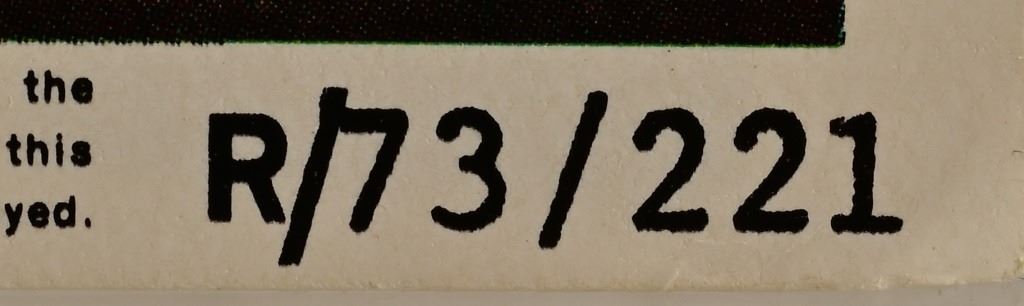 the
this
yed.
R/73/221